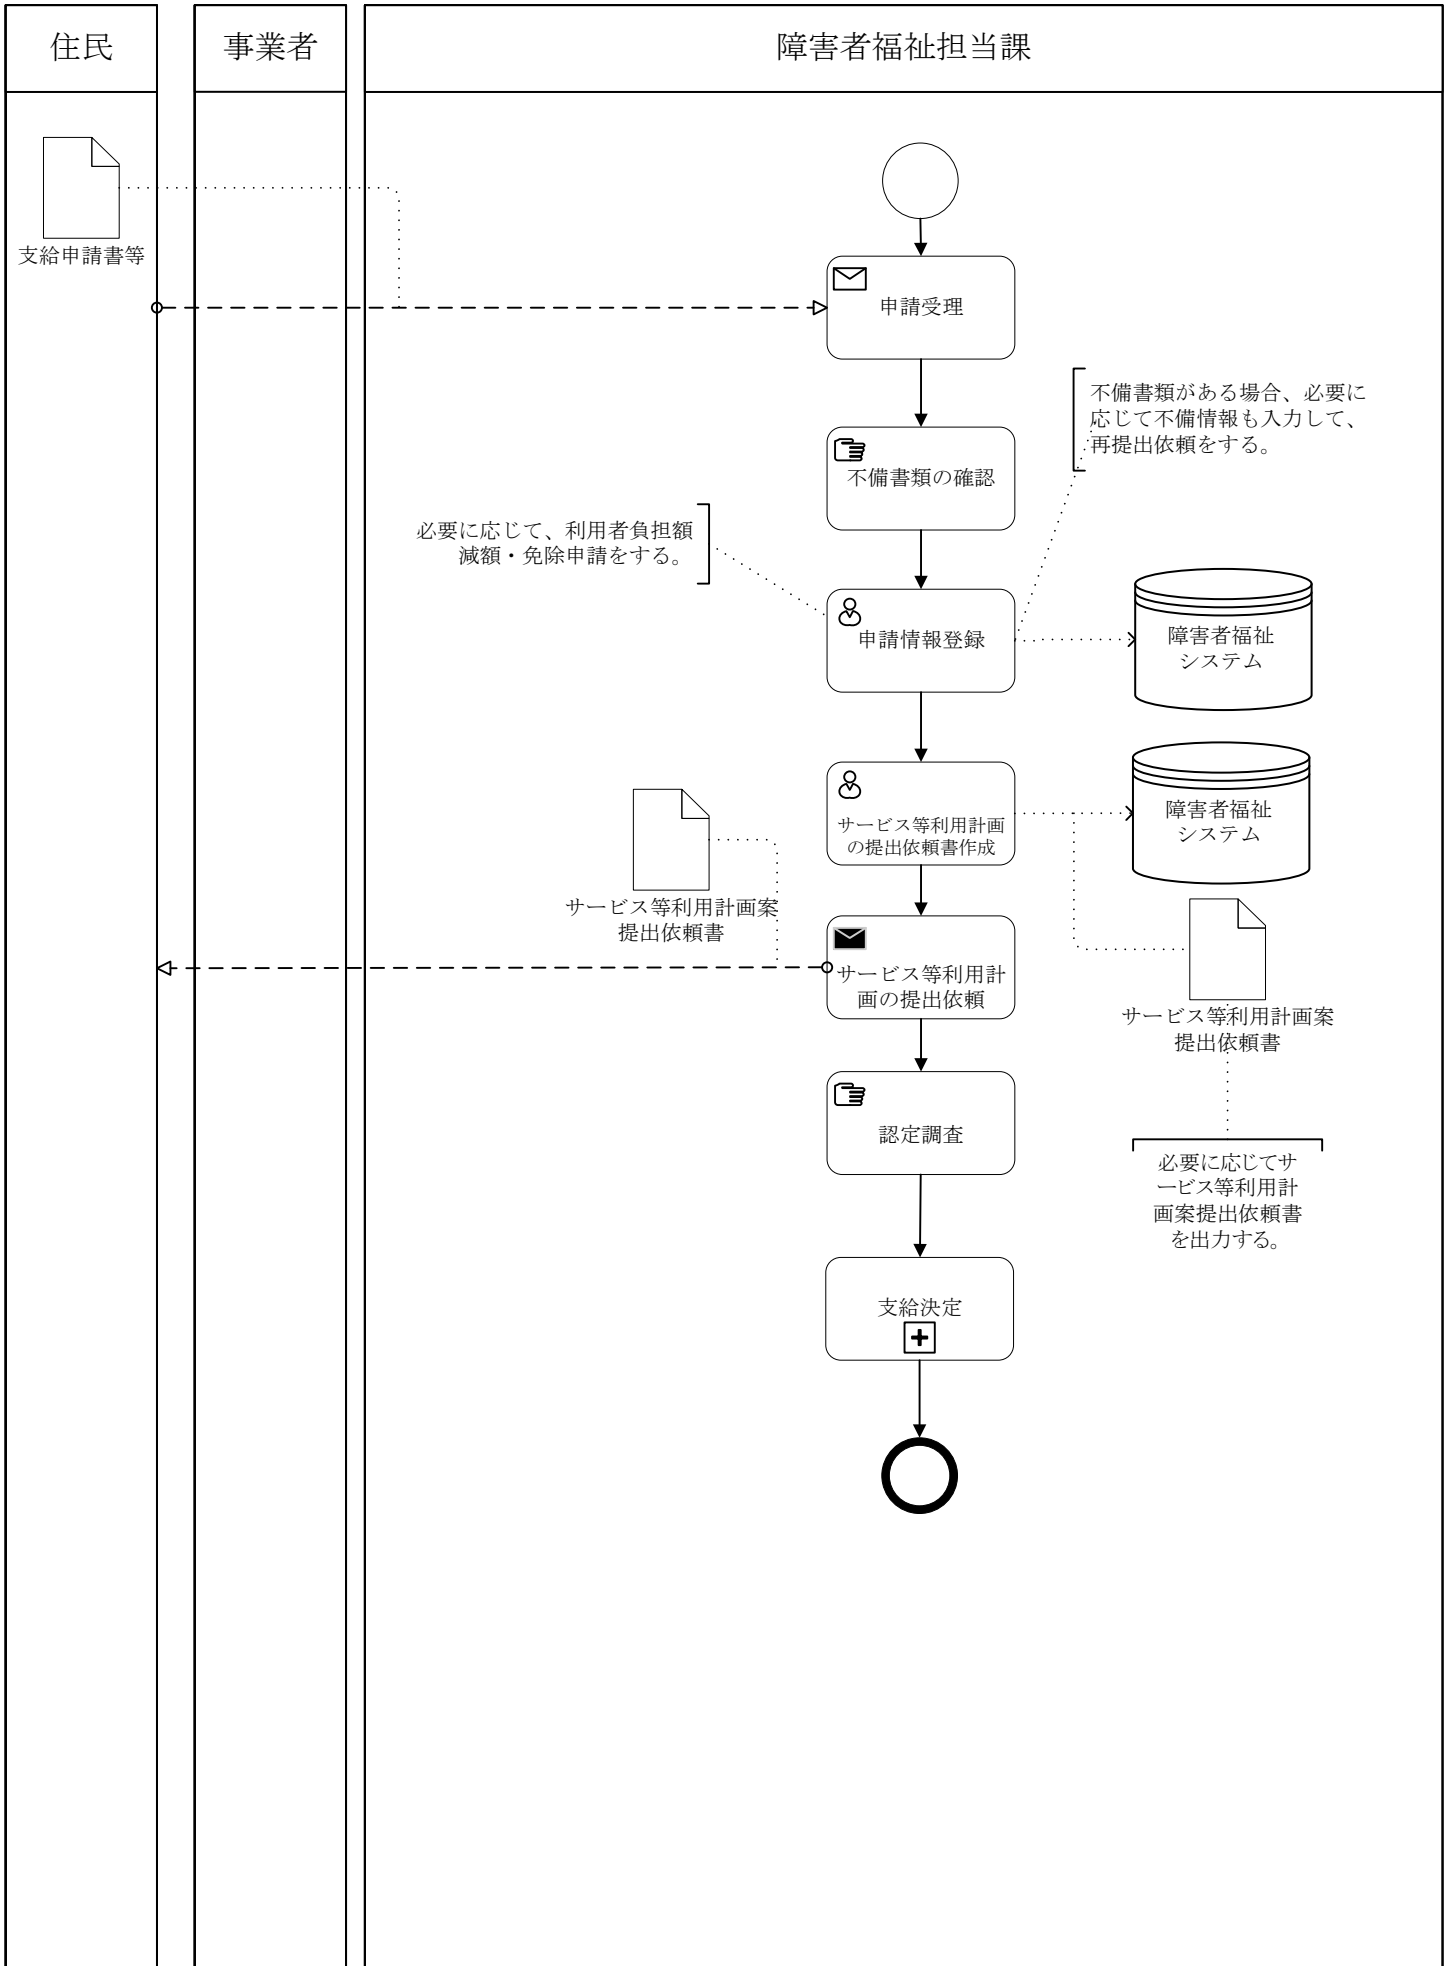 住民
事業者
障害者福祉担当課
支給申請書等
申請受理
不備書類がある場合、必要に
応じて不備情報も入力して、
再提出依頼をする。
不備書類の確認
必要に応じて、利用者負担額
減額・免除申請をする。
申請情報登録
障害者福祉
システム
サービス等利用計画
の提出依頼書作成
障害者福祉
システム
サービス等利用計画案
提出依頼書
サービス等利用計
画の提出依頼
サービス等利用計画案
提出依頼書
認定調査
必要に応じてサ
ービス等利用計
画案提出依頼書
を出力する。
支給決定